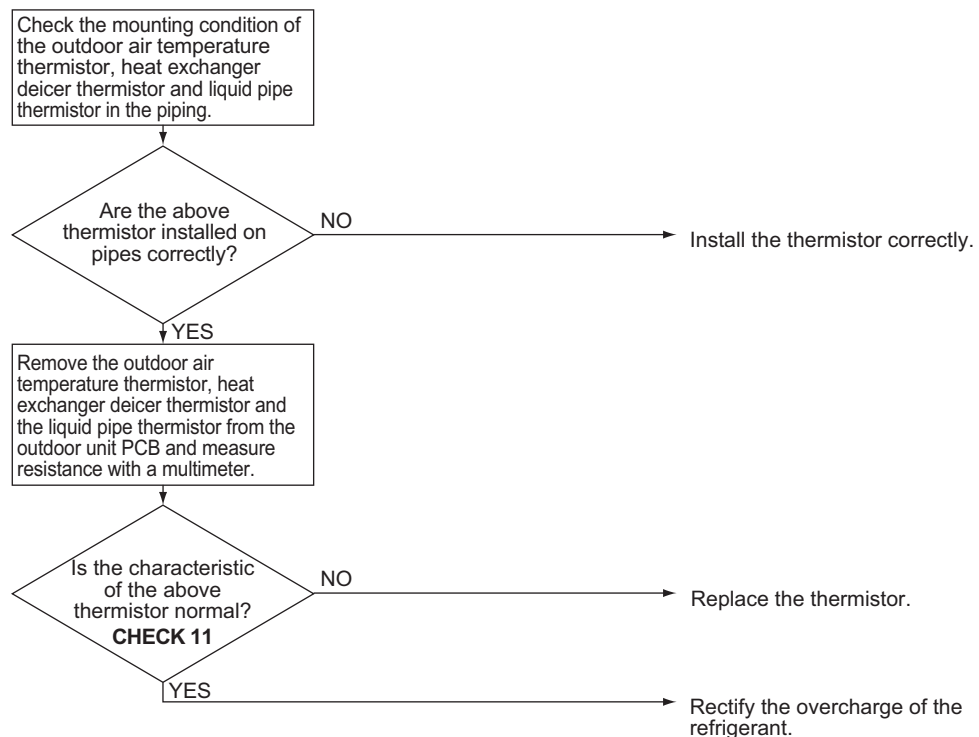 Check the mounting condition of
the outdoor air temperature
thermistor, heat exchanger
deicer thermistor and liquid pipe
thermistor in the piping.
Are the above
thermistor installed on
pipes correctly?
NO
Install the thermistor correctly.
YES
Remove the outdoor air
temperature thermistor, heat
exchanger deicer thermistor and
the liquid pipe thermistor from the
outdoor unit PCB and measure
resistance with a multimeter.
Is the characteristic
of the above
thermistor normal?
CHECK 11
NO
Replace the thermistor.
YES
Rectify the overcharge of the
refrigerant.